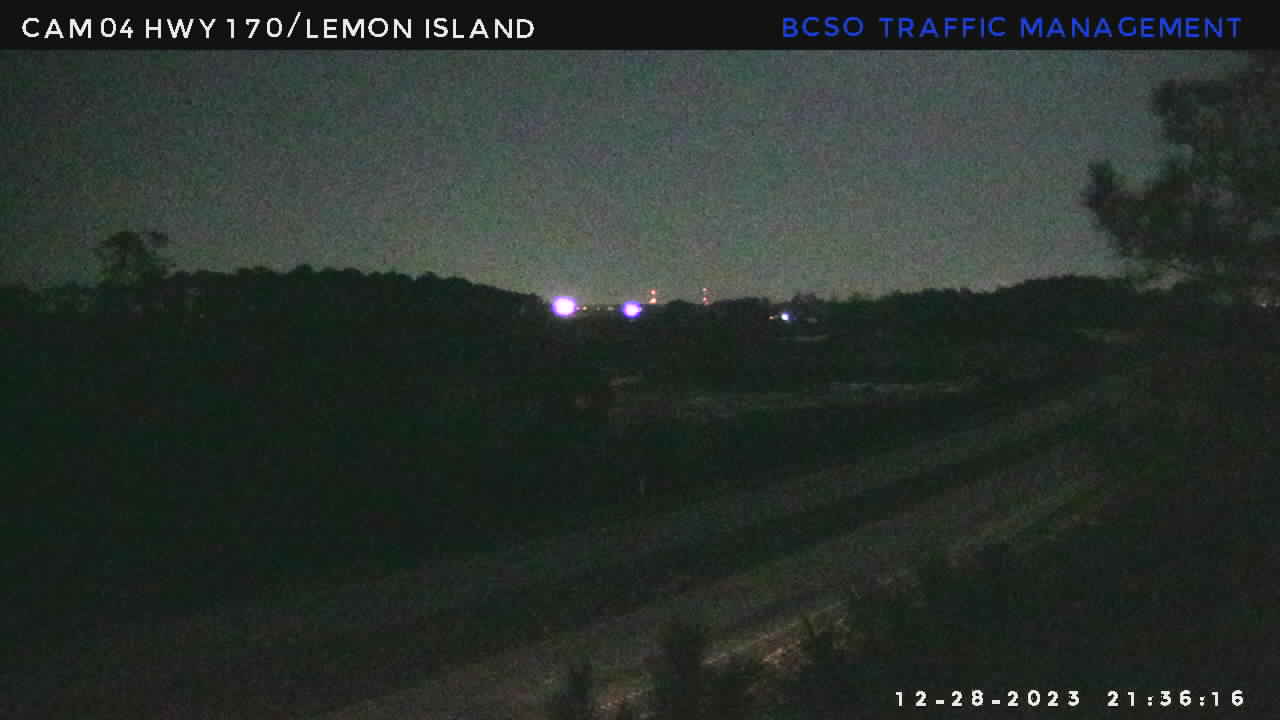 CAM04 HWY 170/LEMON ISLAND
BCSO TRAFFIC MANAGEMENT
12-28-2023 21:36:16